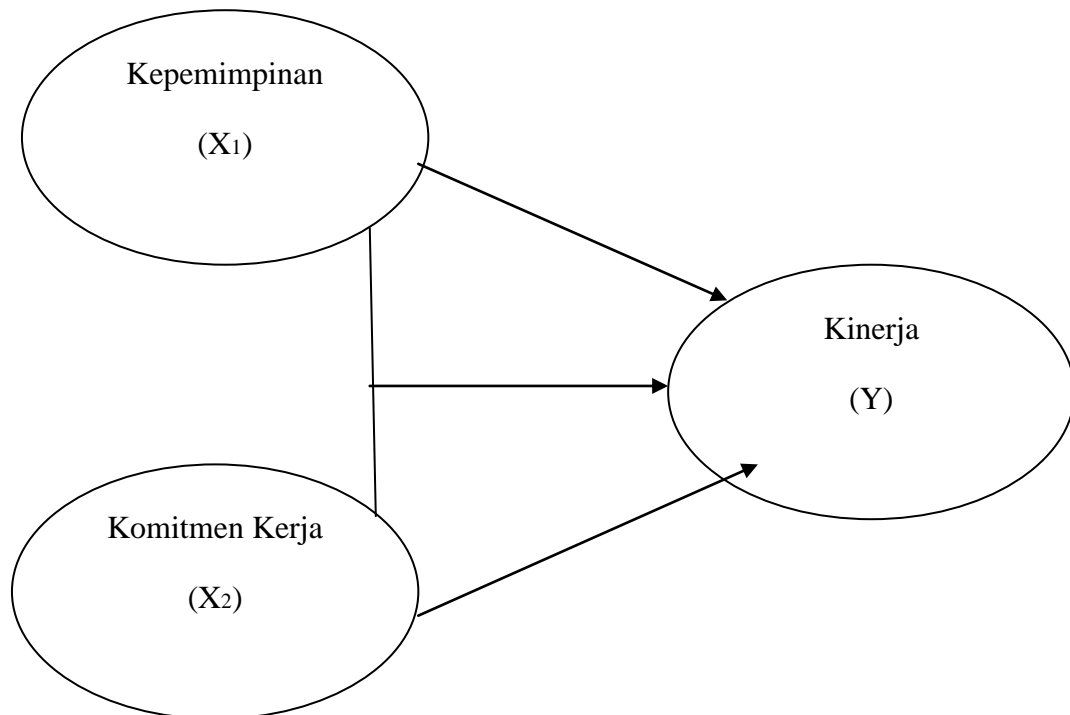 Kepemimpinan
(X1)
Kinerja
(Y)
Komitmen Kerja
(X2)